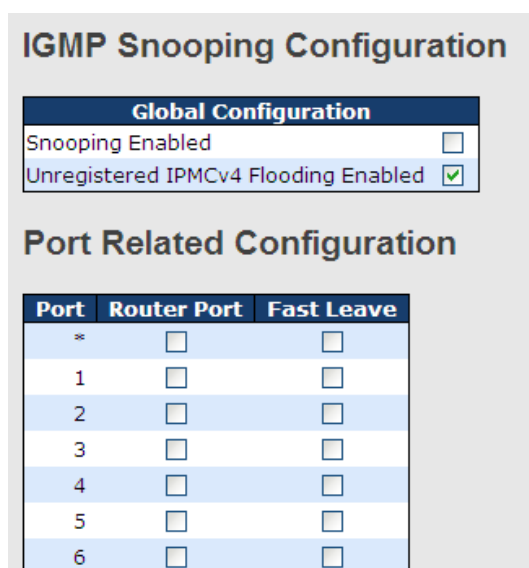 IGMP Snooping Configuration
Global Configuration
Snooping Enabled
Unregistered IPMCv4 Flooding Enabled
Port Related Configuration
Port Router Port Fast Leave
*
1
2
3
4
5
6